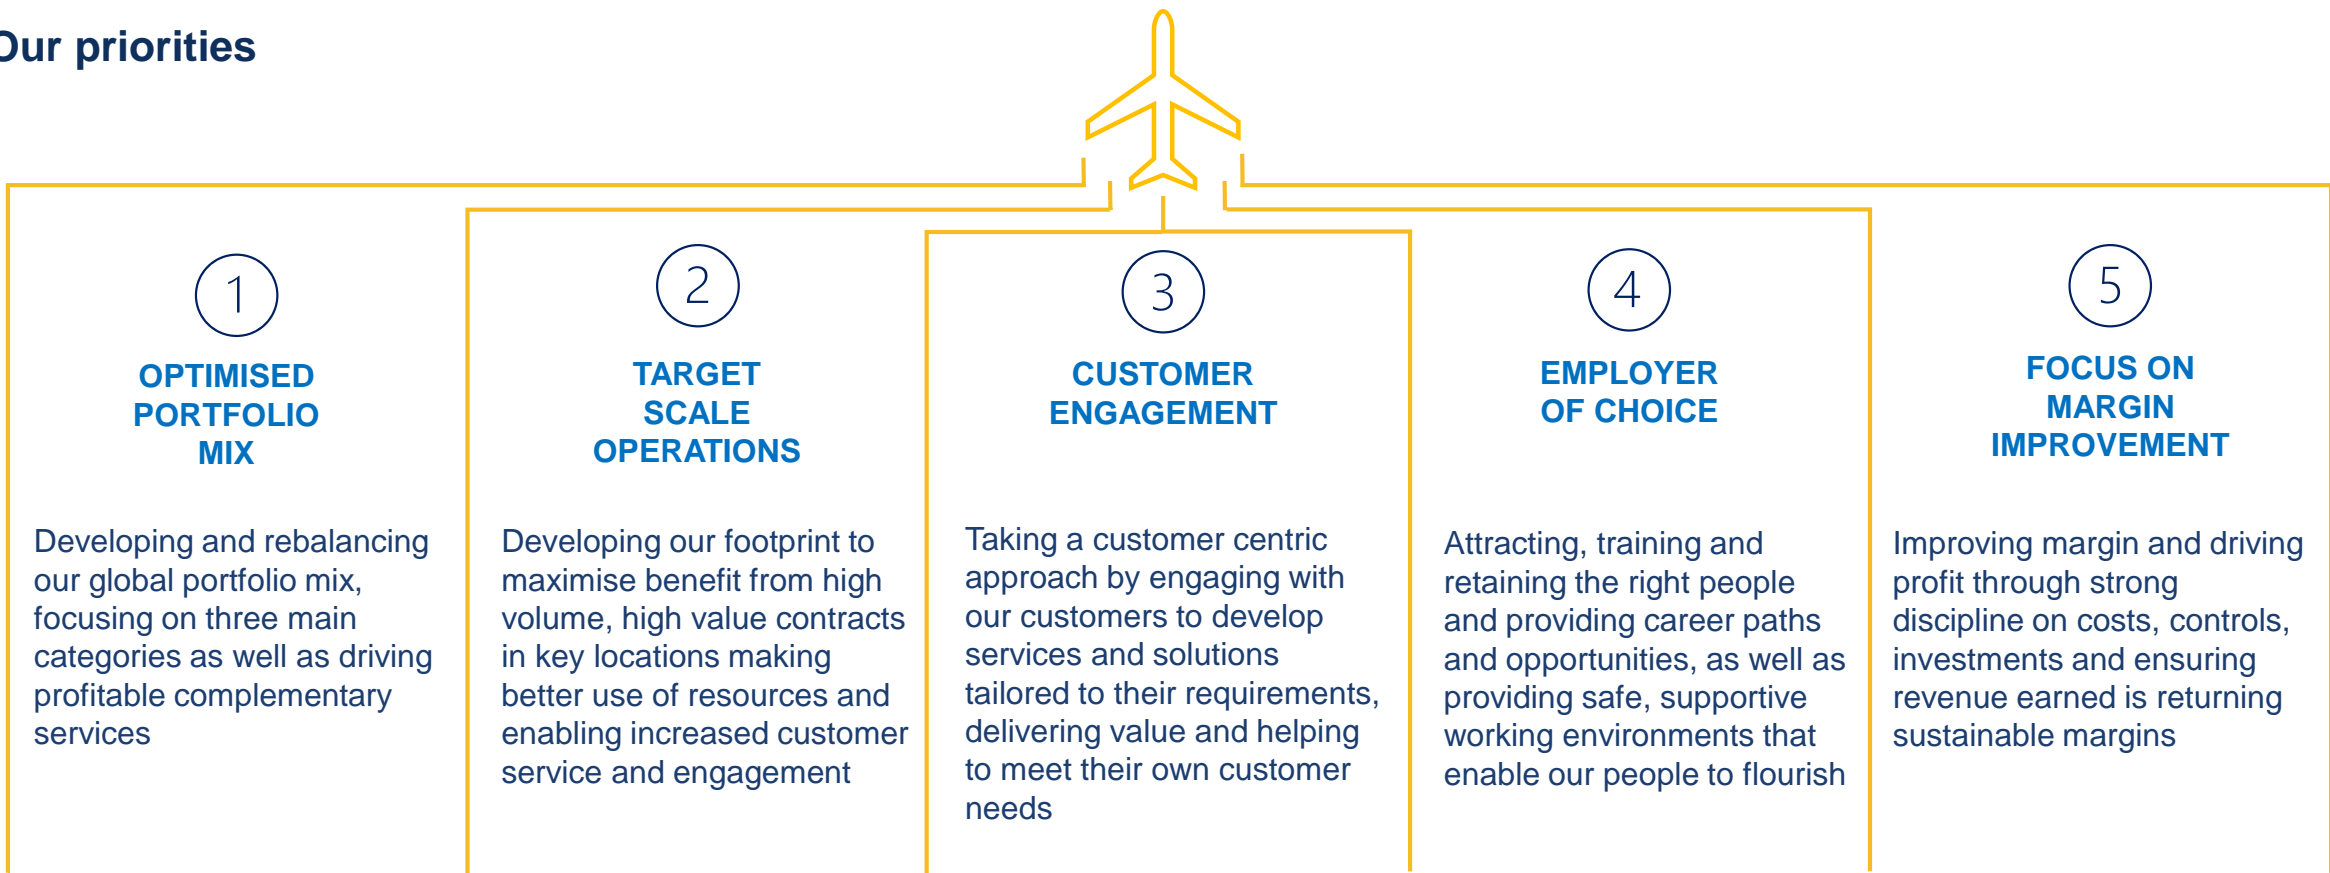 Our priorities
1
OPTIMISED
PORTFOLIO
MIX
Developing and rebalancing
our global portfolio mix,
focusing on three main
categories as well as driving
profitable complementary
services
2
TARGET
SCALE
OPERATIONS
Developing our footprint to
maximise benefit from high
volume, high value contracts
in key locations making
better use of resources and
enabling increased customer
service and engagement
3
CUSTOMER
ENGAGEMENT
Taking a customer centric
approach by engaging with
our customers to develop
services and solutions
tailored to their requirements,
delivering value and helping
to meet their own customer
needs
4
EMPLOYER
OF CHOICE
Attracting, training and
retaining the right people
and providing career paths
and opportunities, as well as
providing safe, supportive
working environments that
enable our people to flourish
5
FOCUS ON
MARGIN
IMPROVEMENT
Improving margin and driving
profit through strong
discipline on costs, controls,
investments and ensuring
revenue earned is returning
sustainable margins